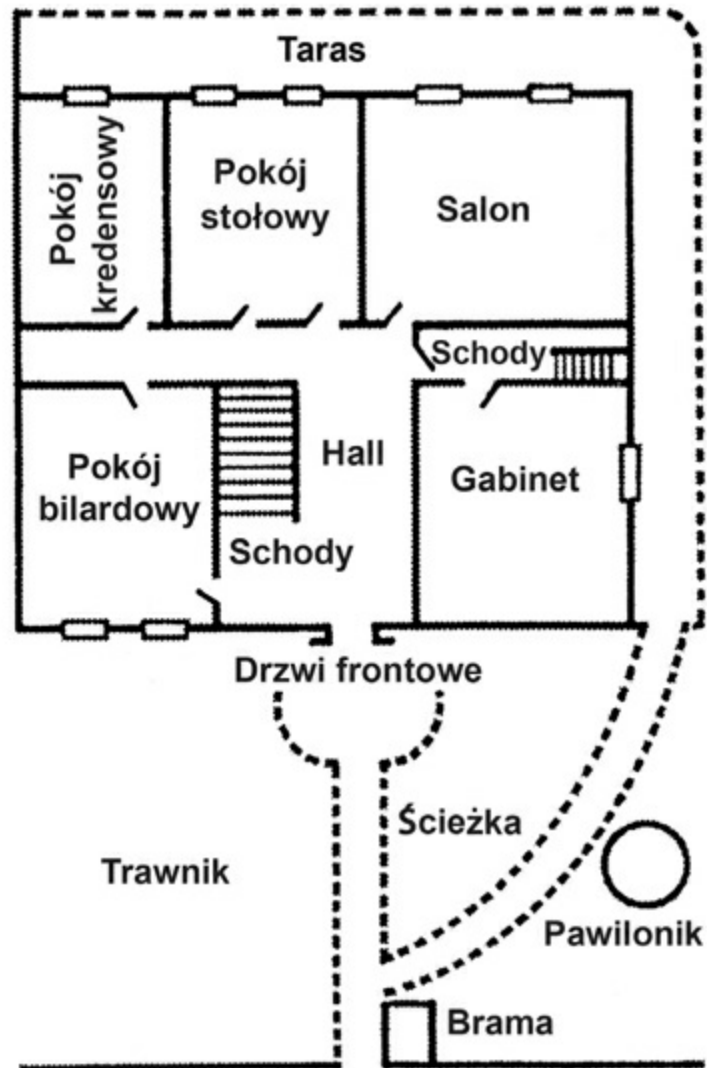 Taras
Pokój
kredensowy
Pokój
stołowy
Salon
Schody
Pokój
bilardowy
Hall
Gabinet
Schody
Drzwi frontowe
Ścieżka
Trawnik
Pawilonik
Brama